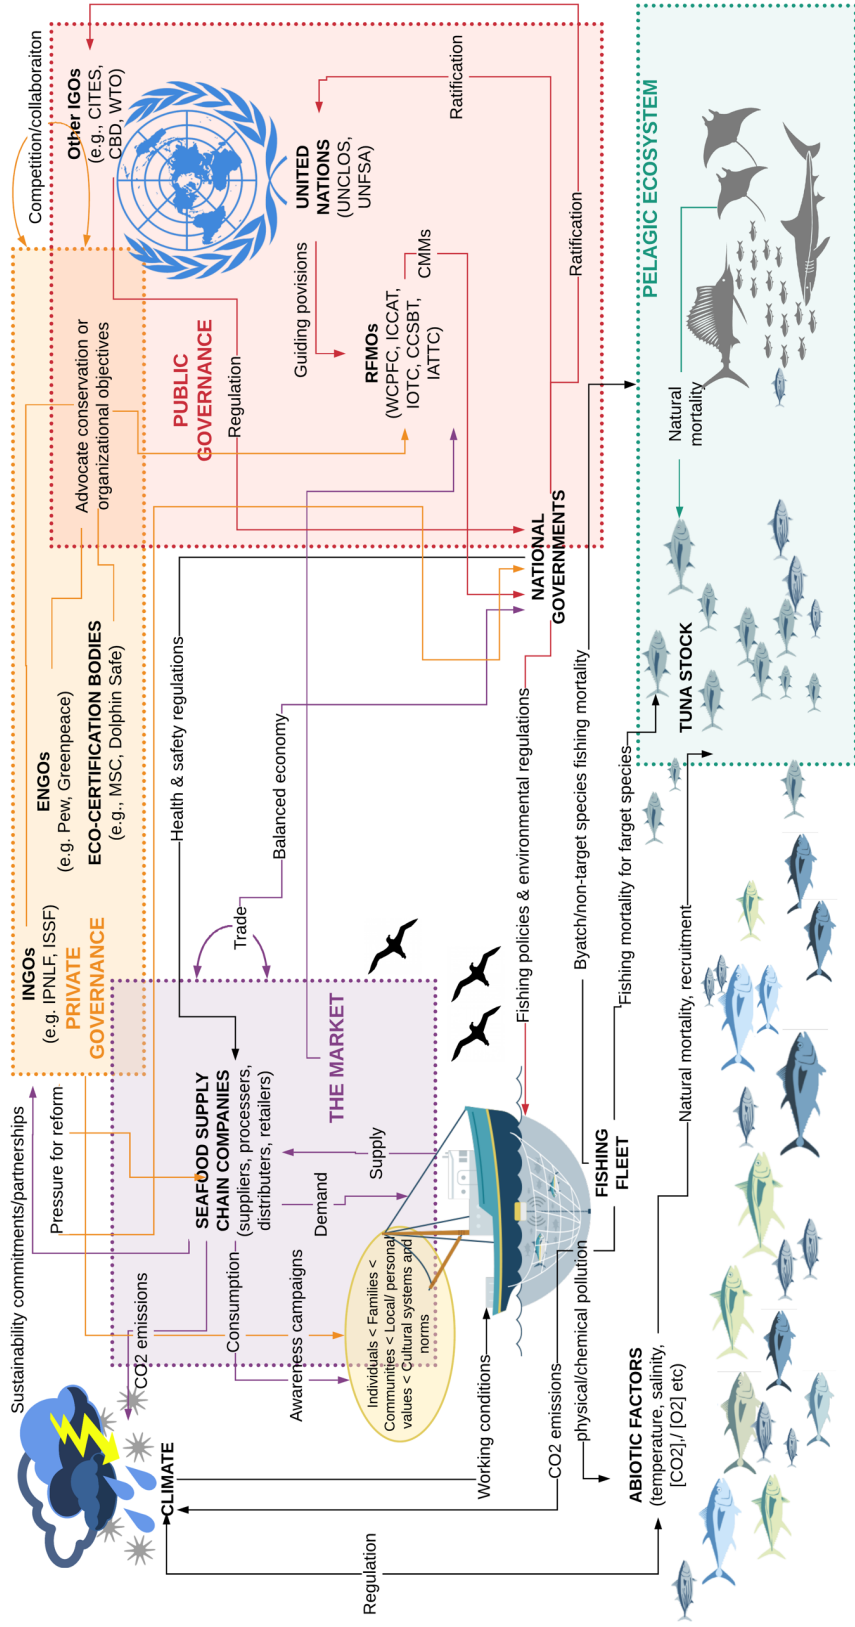 Sustainability commitments/partnerships
Pressure for reform
INGOs
(e.g. IPNLF, ISSF)
PRIVATE
GOVERNANCE
ENGOs
(e.g. Pew, Greenpeace)
ECO-CERTIFICATION BODIES
(e.g., MSC, Dolphin Safe)
Advocate conservation or
organizational objectives
Competition/collaboraiton
Other IGOs
(e.g., CITES,
CBD, WTO)
PUBLIC
GOVERNANCE
Regulation
UNITED
NATIONS
(UNCLOS,
UNFSA)
Guiding povisions
RFMOs
(WCPFC, ICCAT,
IOTC, CCSBT,
IATTC)
CMMs
Ratification
Ratification
NATIONAL
GOVERNMENTS
Health & safety regulations
Balanced economy
Trade
THE MARKET
SEAFOOD SUPPLY
CHAIN COMPANIES
(suppliers, processers,
distributers, retailers)
Demand
Supply
CO2 emissions
Consumption
Awareness campaigns
Individuals < Families <
Communities < Local/ personal
values < Cultural systems and
norms
CLIMATE
Working conditions
CO2 emissions
physical/chemical pollution
Regulation
FISHING
FLEET
Fishing policies & environmental regulations
Byatch/non-target species fishing mortality
Fishing mortality for farget species
Natural mortality, recruitment
ABIOTIC FACTORS
(temperature, salinity,
[CO2],/ [O2] etc)
PELAGIC ECOSYSTEM
Natural
mortality
TUNA STOCK